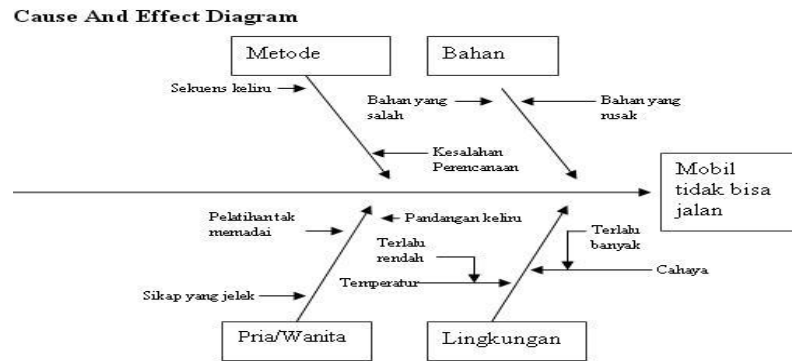 Cause And Effect Diagram
Metode
Bahan
Sekuens keliru
Bahan yang
salah
Bahan yang
rusak
Kesalahan
Perencanaan
Mobil
tidak bisa
jalan
Pelatihan tak
memadai
Pandangan keliru
Terlalu
rendah
Terlalu
banyak
Temperatur
Cahaya
Sikap yang jelek
Pria/Wanita
Lingkungan